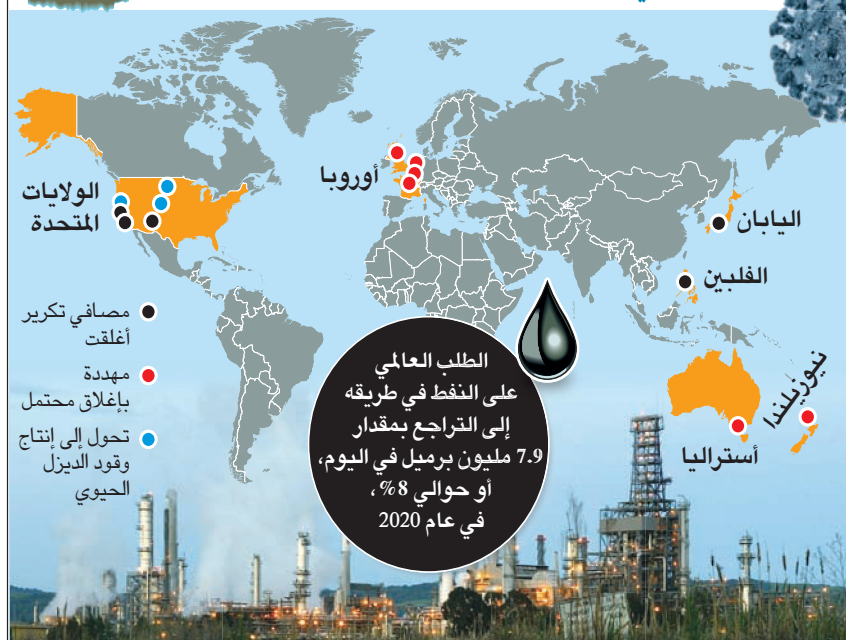 أوروبا
الولايات
المتحدة
اليابان
الفلبين
نيوزيلندا
أستراليا
مصافي تكرير
أغلقت
مهددة
بإغلاق محتمل
تحول إلى إنتاج
وقود الديزل
الحيوي
الطلب العالمي
على النفط في طريقه
إلى التراجع بمقدار
7.9 مليون برميل في اليوم،
أو حوالي 8%،
في عام 2020